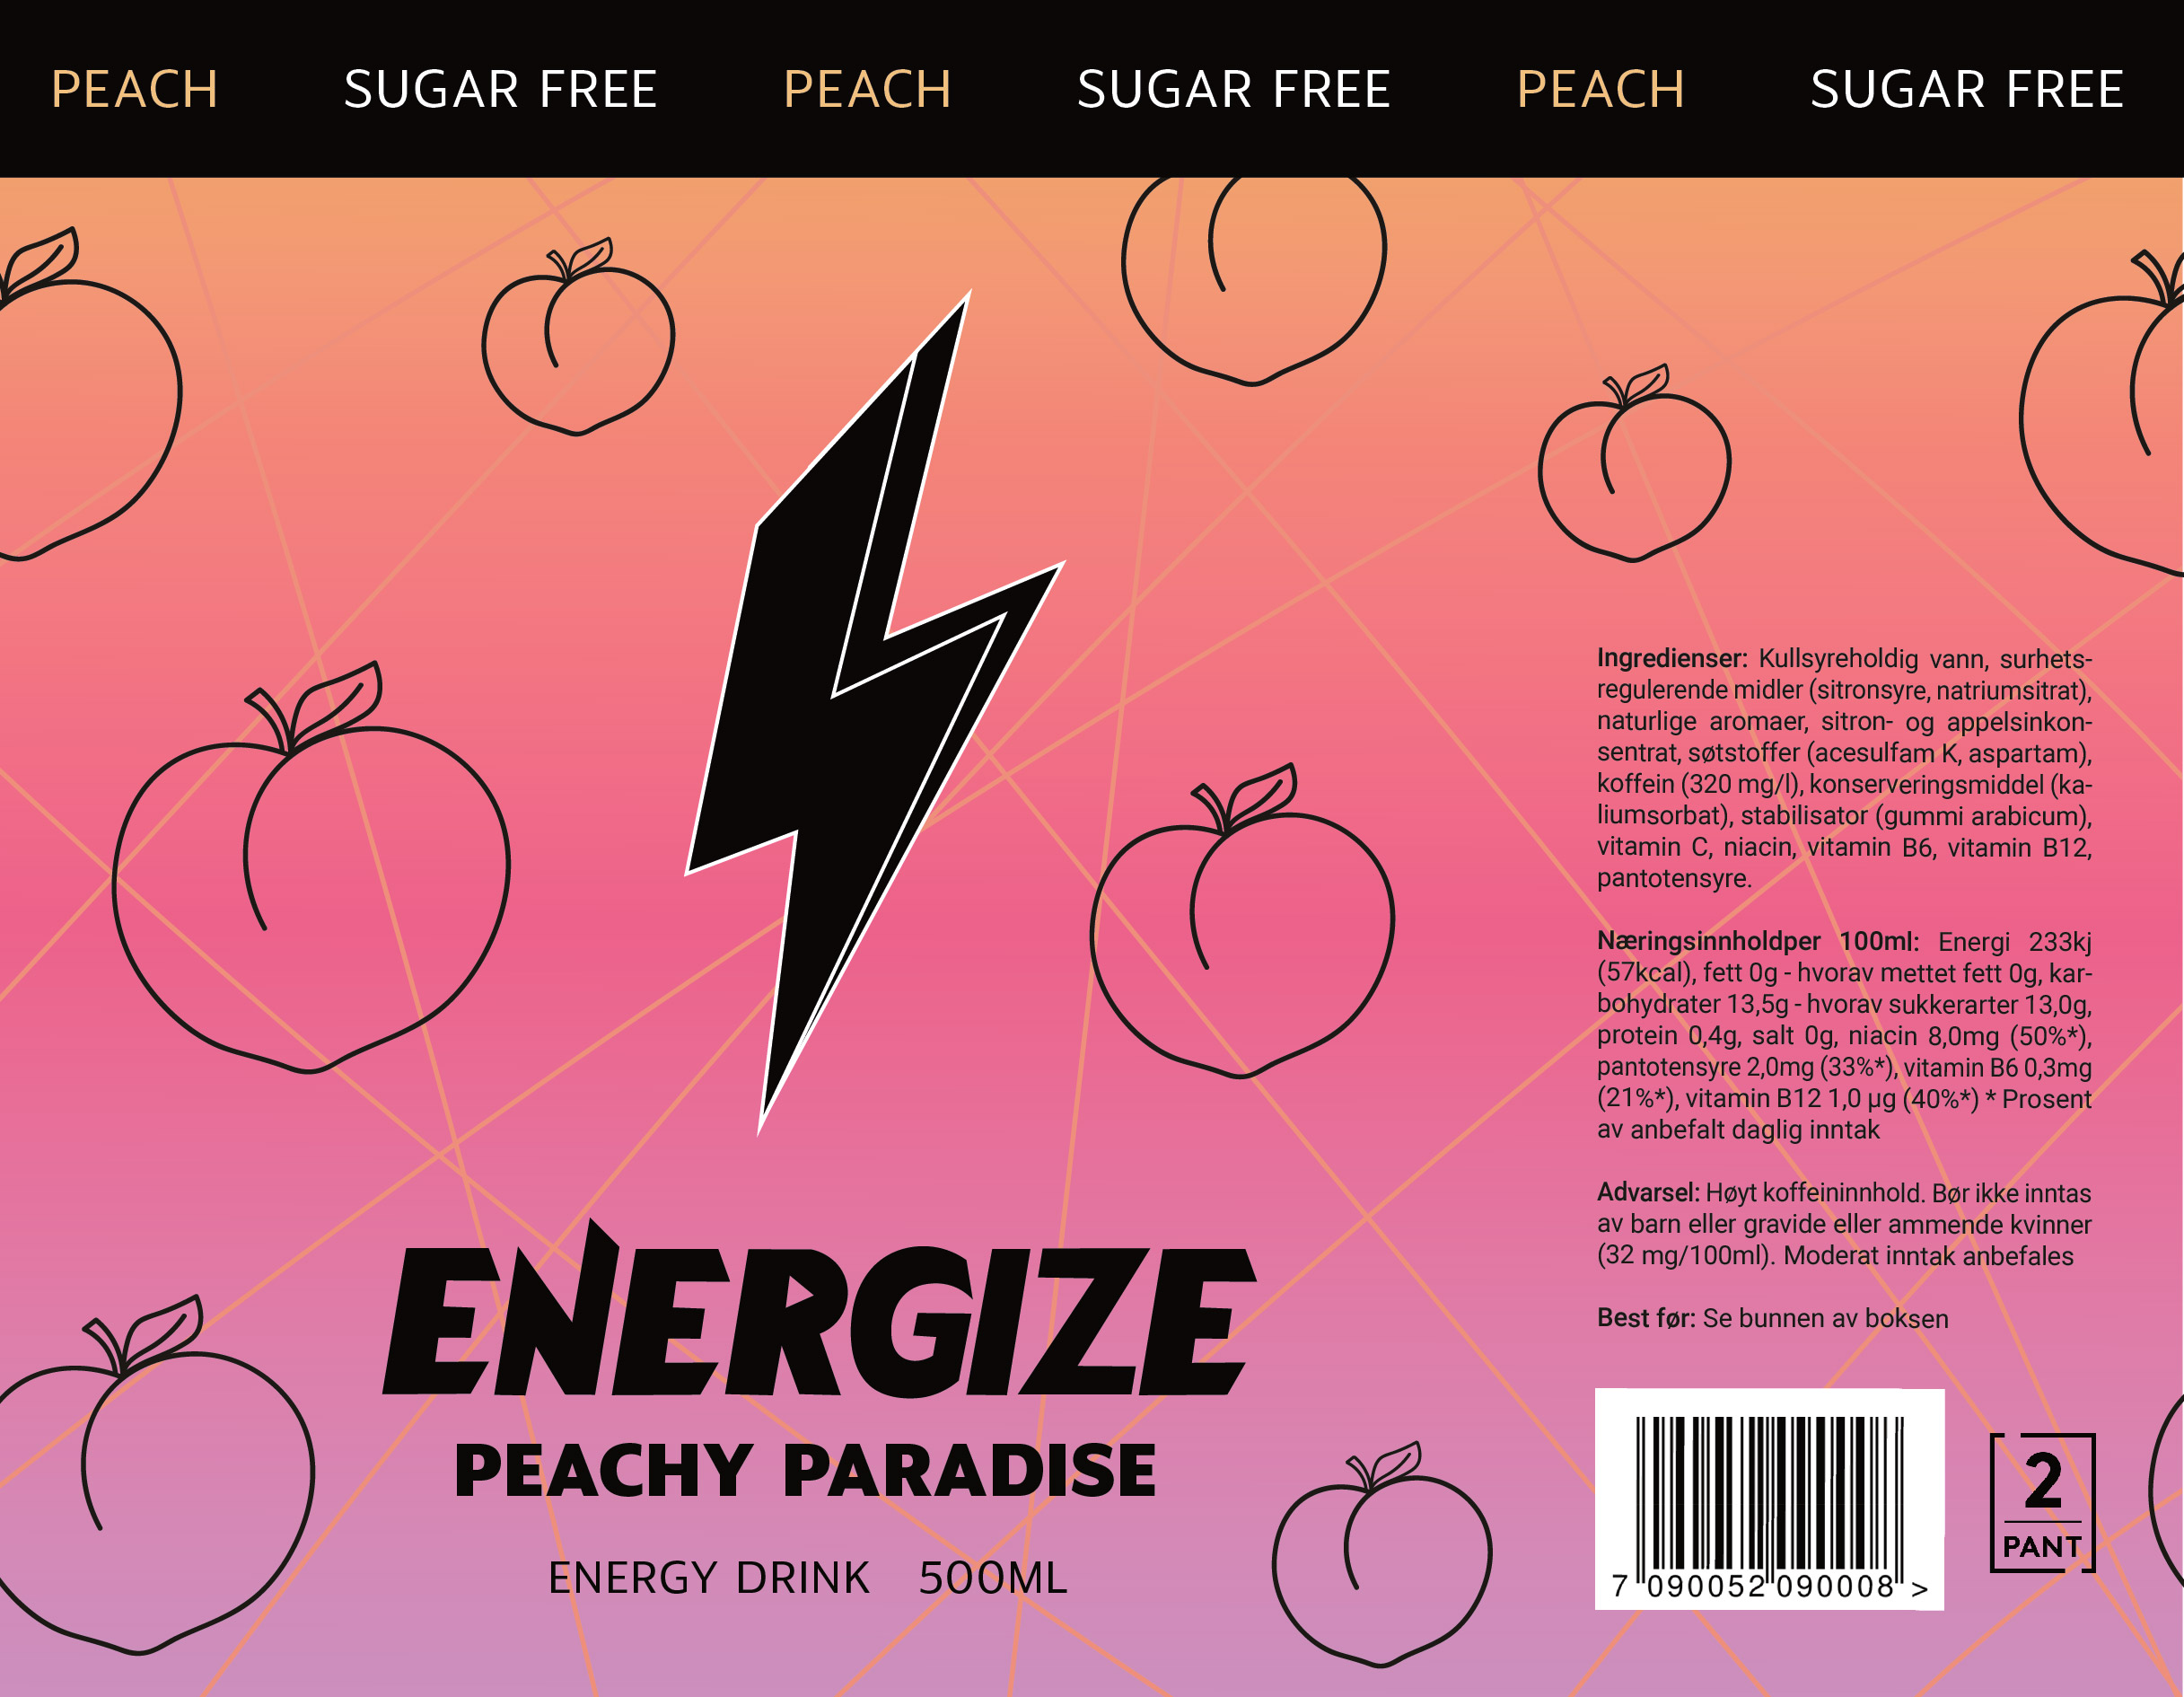 PEACH SUGAR FREE PEACH SUGAR FREE PEACH SUGAR FREE
Ingredienser: Kullsyreholdig vann, surhets-
regulerende midler (sitronsyre, natriumsitrat),
naturlige aromaer, sitron- og appelsinkon-
sentrat, søtstoffer (acesulfam K, aspartam),
koffein (320 mg/l), konserveringsmiddel (ka-
liumsorbat), stabilisator (gummi arabicum),
vitamin C, niacin, vitamin B6, vitamin B12,
pantotensyre.
Næringsinnholdper 100ml: Energi 233kj
(57kcal), fett 0g - hvorav mettet fett 0g, kar-
bohydrater 13,5g - hvorav sukkerarter 13,0g,
protein 0,4g, salt 0g, niacin 8,0mg (50%*),
pantotensyre 2,0mg (33%*), vitamin B6 0,3mg
(21%*), vitamin B12 1,0 µg (40%*) * Prosent
av anbefalt daglig inntak
Advarsel: Høyt koffeininnhold. Bør ikke inntas
av barn eller gravide eller ammende kvinner
(32 mg/100ml). Moderat inntak anbefales
Best før: Se bunnen av boksen
ENERGIZE
PEACHY PARADISE
ENERGY DRINK 500ML
7 090052 090008 >
2
PANT